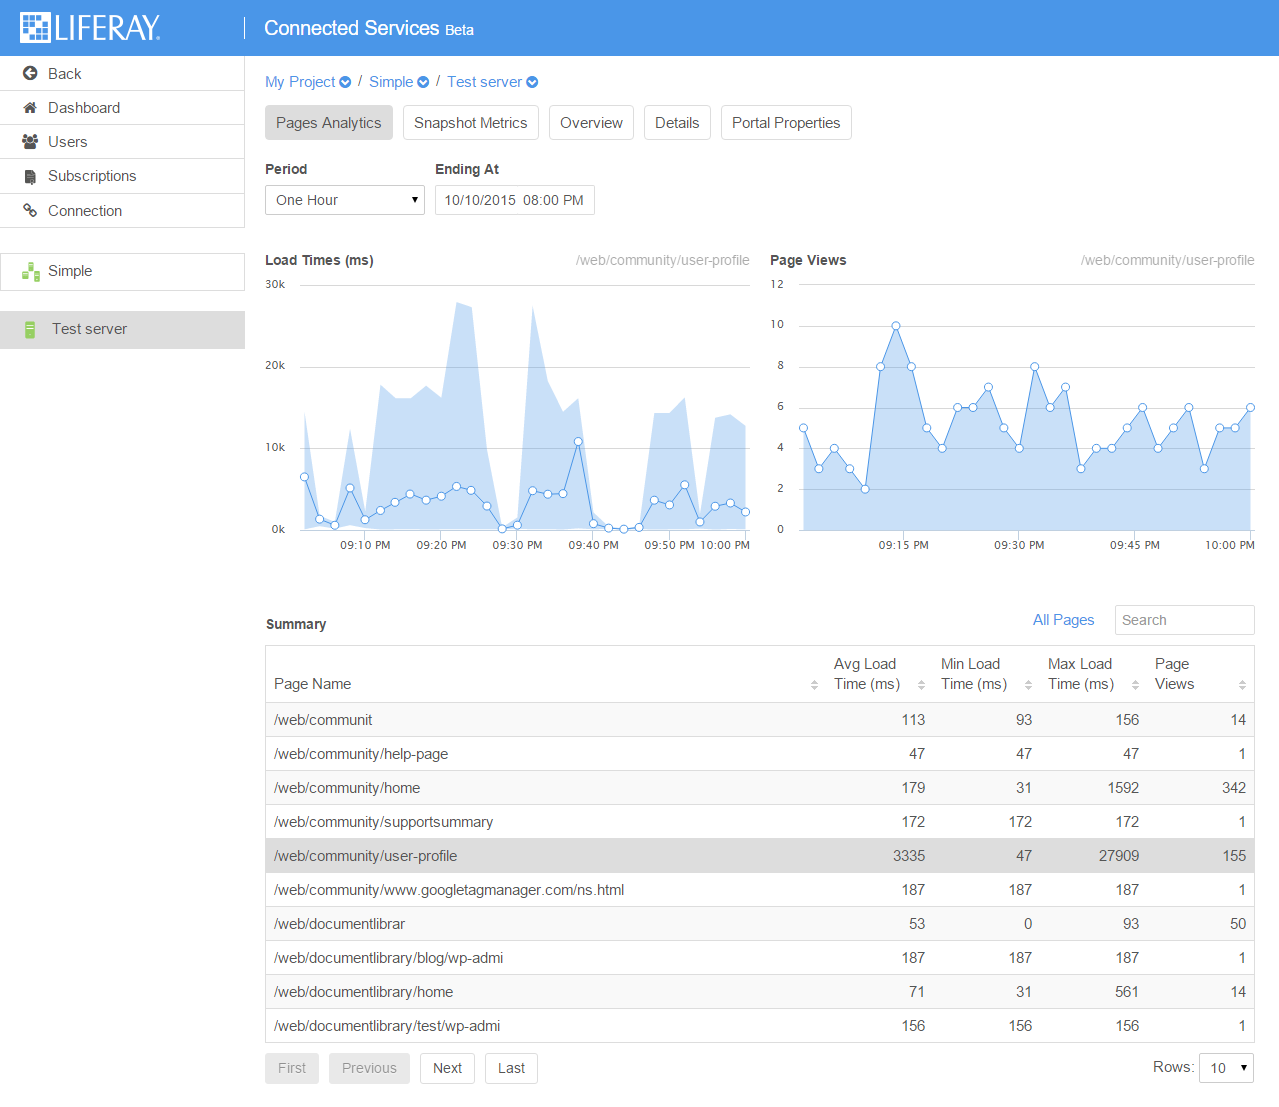 LIFERAY. Connected Services Beta
Back
Dashboard
Users
Subscriptions
Connection
Simple
Test server
My Project / Simple / Test server
Pages Analytics Snapshot Metrics Overview Details Portal Properties
Period Ending At
One Hour 10/10/2015 08:00 PM
Load Times (ms) /web/community/user-profile
30k
20k
10k
0k
09:10 PM 09:20 PM 09:30 PM 09:40 PM 09:50 PM 10:00 PM
Page Views /web/community/user-profile
12
10
8
6
4
2
0
09:15 PM 09:30 PM 09:45 PM 10:00 PM
Summary All Pages Search
Page Name Avg Load Time (ms) Min Load Time (ms) Max Load Time (ms) Page Views
/web/communit 113 93 156 14
/web/community/help-page 47 47 47 1
/web/community/home 179 31 1592 342
/web/community/supportsummary 172 172 172 1
/web/community/user-profile 3335 47 27909 155
/web/community/www.googletagmanager.com/ns.html 187 187 187 1
/web/documentlibrar 53 0 93 50
/web/documentlibrary/blog/wp-admi 187 187 187 1
/web/documentlibrary/home 71 31 561 14
/web/documentlibrary/test/wp-admi 156 156 156 1
First Previous Next Last Rows: 10